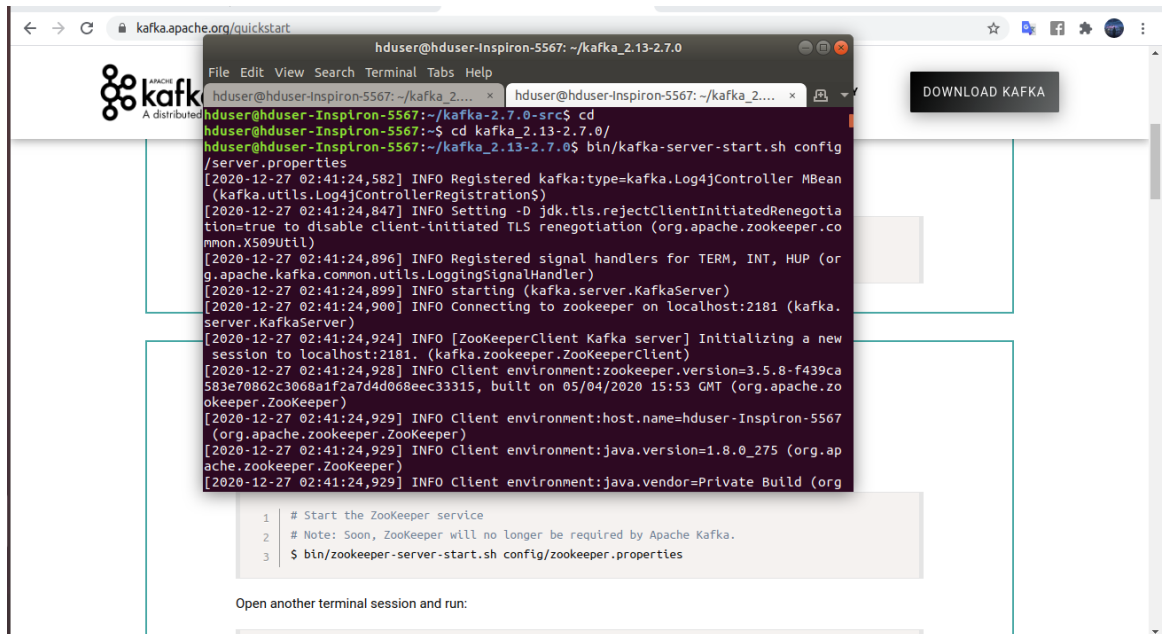 kafka.apache.org/quickstart
hduser@hduser-Inspiron-5567: ~/kafka_2.13-2.7.0
File Edit View Search Terminal Tabs Help
hduser@hduser-Inspiron-5567: ~/kafka_2.... × hduser@hduser-Inspiron-5567: ~/kafka_2.... ×
APACHE
kafk
A distributed
DOWNLOAD KAFKA
hduser@hduser-Inspiron-5567:~/kafka-2.7.0-src$ cd
hduser@hduser-Inspiron-5567:~$ cd kafka_2.13-2.7.0/
hduser@hduser-Inspiron-5567:~/kafka_2.13-2.7.0$ bin/kafka-server-start.sh config
/server.properties
[2020-12-27 02:41:24,582] INFO Registered kafka:type=kafka.Log4jController MBean
(kafka.utils.Log4jControllerRegistration$)
[2020-12-27 02:41:24,847] INFO Setting -D jdk.tls.rejectClientInitiatedRenegotia
tion=true to disable client-initiated TLS renegotiation (org.apache.zookeeper.co
mmon.X509Util)
[2020-12-27 02:41:24,896] INFO Registered signal handlers for TERM, INT, HUP (or
g.apache.kafka.common.utils.LoggingSignalHandler)
[2020-12-27 02:41:24,899] INFO starting (kafka.server.KafkaServer)
[2020-12-27 02:41:24,900] INFO Connecting to zookeeper on localhost:2181 (kafka.
server.KafkaServer)
[2020-12-27 02:41:24,924] INFO [ZooKeeperClient Kafka server] Initializing a new
session to localhost:2181. (kafka.zookeeper.ZooKeeperClient)
[2020-12-27 02:41:24,928] INFO Client environment:zookeeper.version=3.5.8-f439ca
583e70862c3068a1f2a7d4d068eec33315, built on 05/04/2020 15:53 GMT (org.apache.zo
okeeper.ZooKeeper)
[2020-12-27 02:41:24,929] INFO Client environment:host.name=hduser-Inspiron-5567
(org.apache.zookeeper.ZooKeeper)
[2020-12-27 02:41:24,929] INFO Client environment:java.version=1.8.0_275 (org.ap
ache.zookeeper.ZooKeeper)
[2020-12-27 02:41:24,929] INFO Client environment:java.vendor=Private Build (org
1 # Start the ZooKeeper service
2 # Note: Soon, ZooKeeper will no longer be required by Apache Kafka.
3 $ bin/zookeeper-server-start.sh config/zookeeper.properties
Open another terminal session and run: